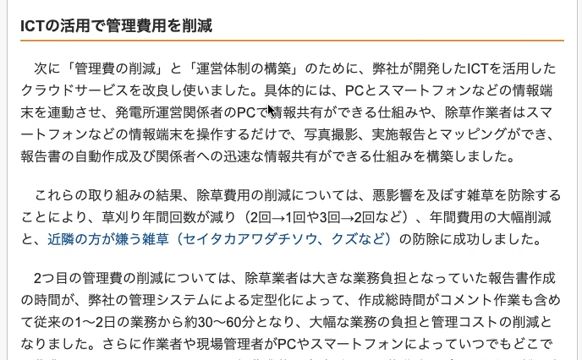 ICTの活用で管理費用を削減
次に「管理費の削減」と「運営体制の構築」のために、弊社が開発したICTを活用した
クラウドサービスを改良し使いました。具体的には、PCとスマートフォンなどの情報端
末を連動させ、発電所運営関係者のPCで情報共有ができる仕組みや、除草作業者はスマ
ートフォンなどの情報端末を操作するだけで、写真撮影、実施報告とマッピングができ、
報告書の自動作成及び関係者への迅速な情報共有ができる仕組みを構築しました。
これらの取り組みの結果、除草費用の削減については、悪影響を及ぼす雑草を防除する
ことにより、草刈り年間回数が減り（2回→1回や3回→2回など）、年間費用の大幅削減
と、近隣の方が嫌う雑草（セイタカアワダチソウ、クズなど）の防除に成功しました。
2つ目の管理費の削減については、除草業者は大きな業務負担となっていた報告書作成
の時間が、弊社の管理システムによる定型化によって、作成総時間がコメント作業も含め
て従来の1〜2日の業務から約30〜60分となり、大幅な業務の負担と管理コストの削減と
なりました。さらに作業者や現場管理者がPCやスマートフォンによっていつでもどこで